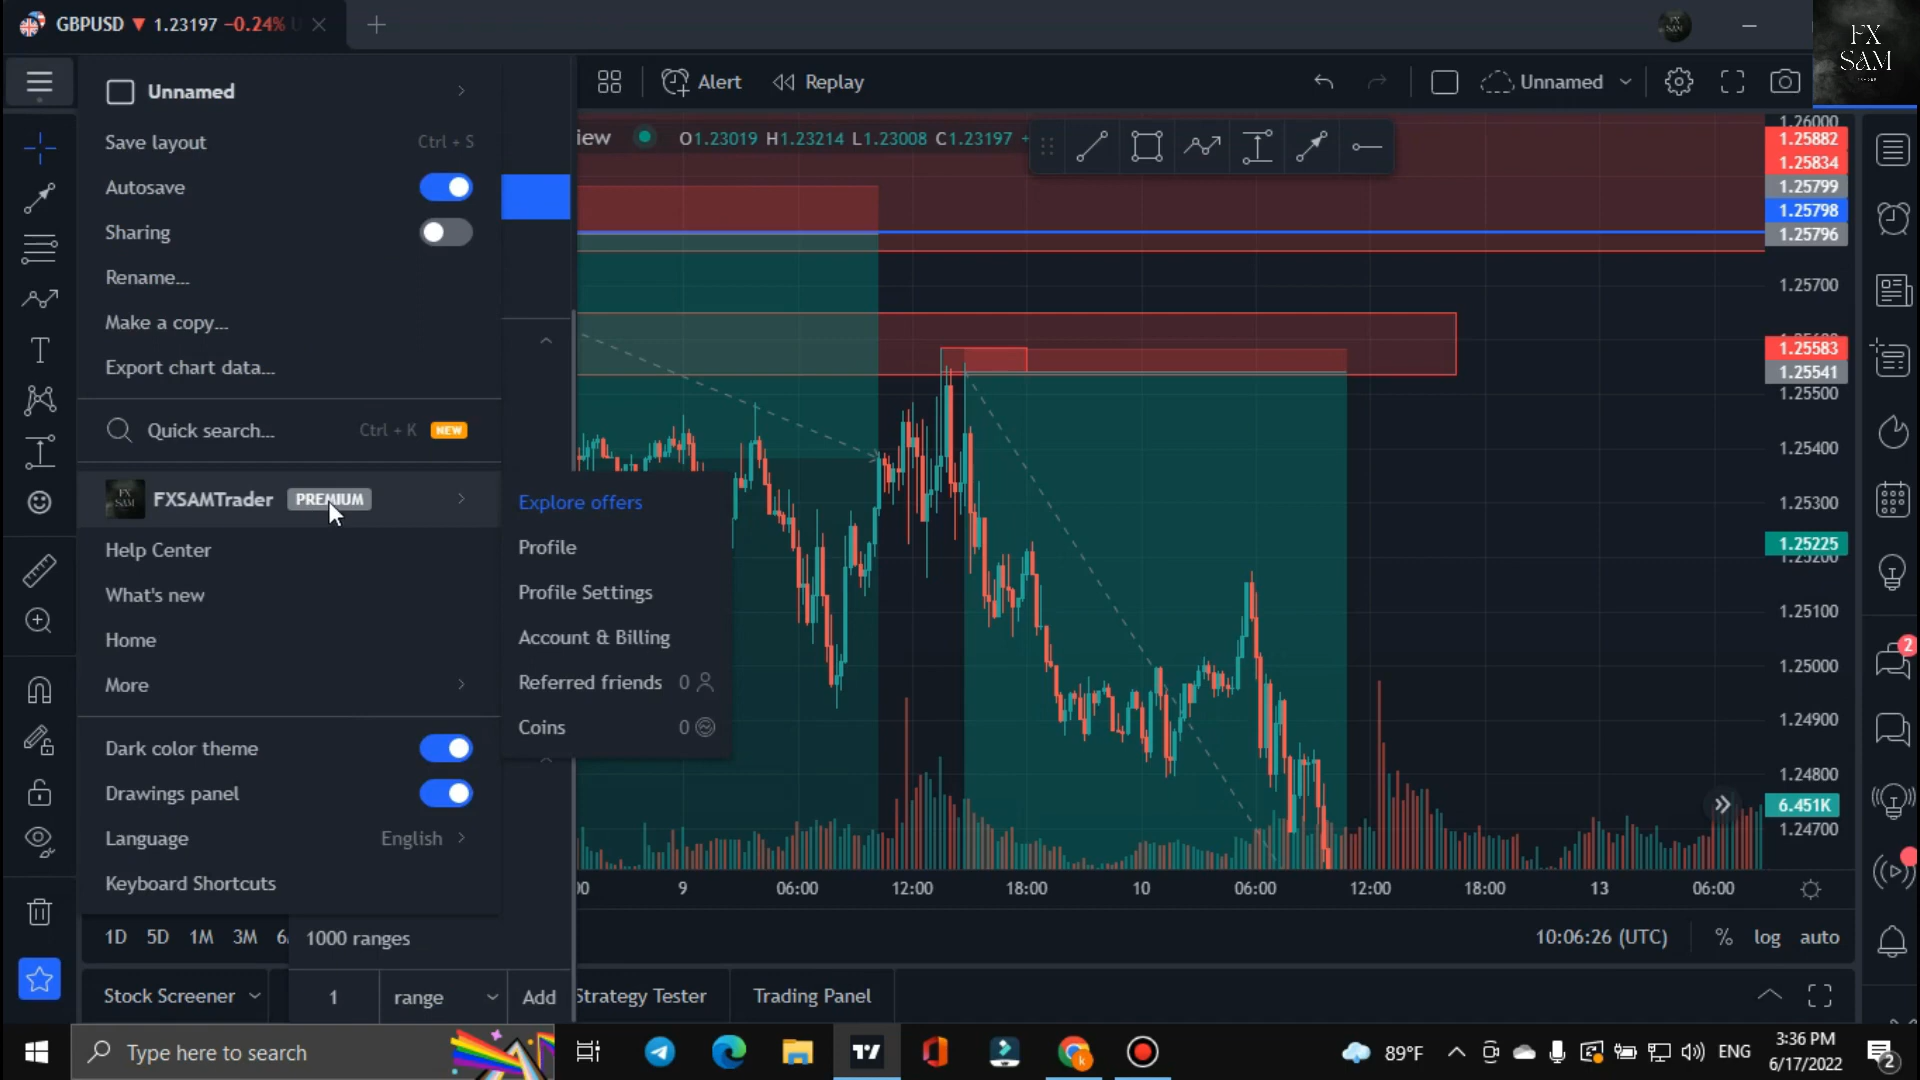 GBPUSD ▼ 1.23197 −0.24% U
FX
SAM
Unnamed
Alert
Replay
Unnamed
Save layout Ctrl + S
Autosave
Sharing
Rename...
Make a copy...
Export chart data...
Quick search... Ctrl + K NEW
FX
SAM
FXSAMTrader PREMIUM
Help Center
What's new
Home
More
Dark color theme
Drawings panel
Language English
Keyboard Shortcuts
Explore offers
Profile
Profile Settings
Account & Billing
Referred friends 0
Coins 0
iew O1.23019 H1.23214 L1.23008 C1.23197 +
1.26000
1.25882
1.25834
1.25799
1.25798
1.25796
1.25700
1.25583
1.25541
1.25500
1.25400
1.25300
1.25225
1.25200
1.25100
1.25000
1.24900
1.24800
6.451K
1.24700
2
00 9 06:00 12:00 18:00 10 06:00 12:00 18:00 13 06:00
1D 5D 1M 3M 6
1000 ranges
10:06:26 (UTC) % log auto
Stock Screener
1 range Add
Strategy Tester
Trading Panel
Type here to search
89°F
ENG
3:36 PM
6/17/2022
2